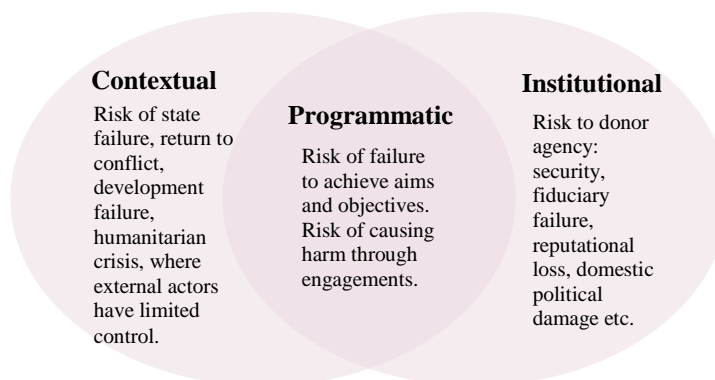 Contextual
Risk of state
failure, return to
conflict,
development
failure,
humanitarian
crisis, where
external actors
have limited
control.
Programmatic
Risk of failure
to achieve aims
and objectives.
Risk of causing
harm through
engagements.
Institutional
Risk to donor
agency:
security,
fiduciary
failure,
reputational
loss, domestic
political
damage etc.